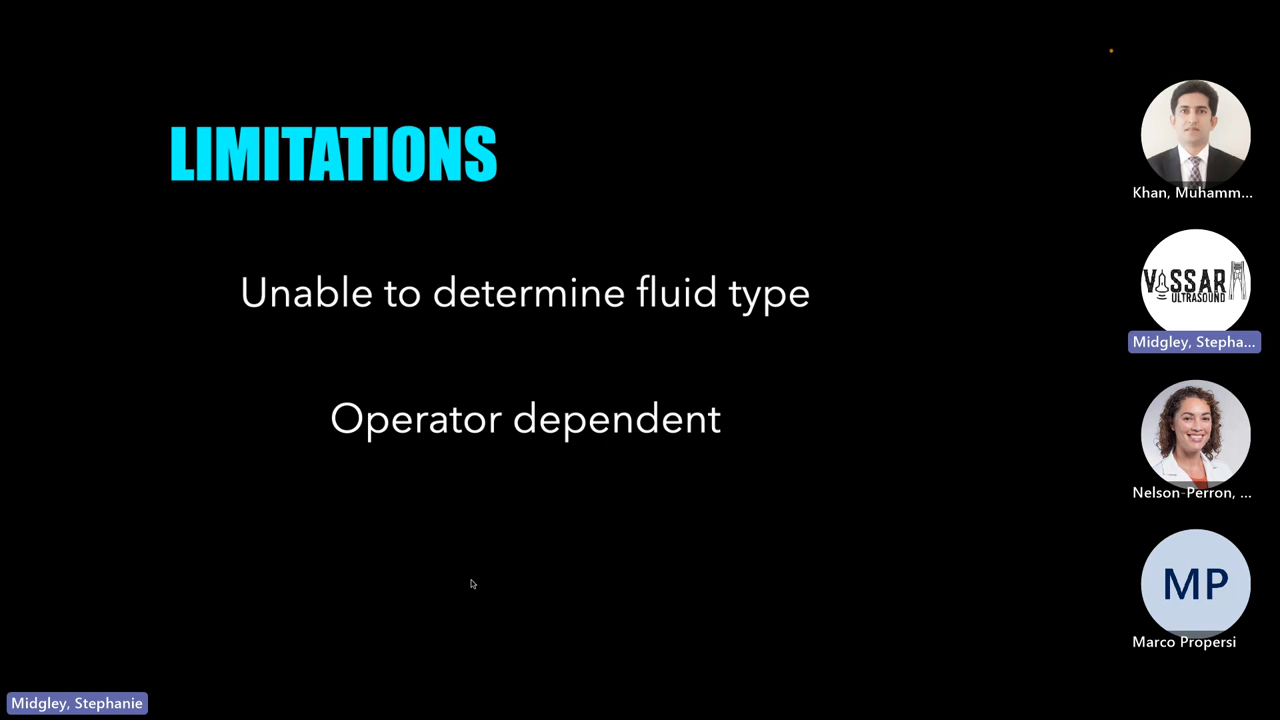 LIMITATIONS
Unable to determine fluid type
Operator dependent
Khan, Muhamm...
VASSAR
ULTRASOUND
Midgley, Stepha...
Nelson-Perron, ...
MP
Marco Propersi
Midgley, Stephanie